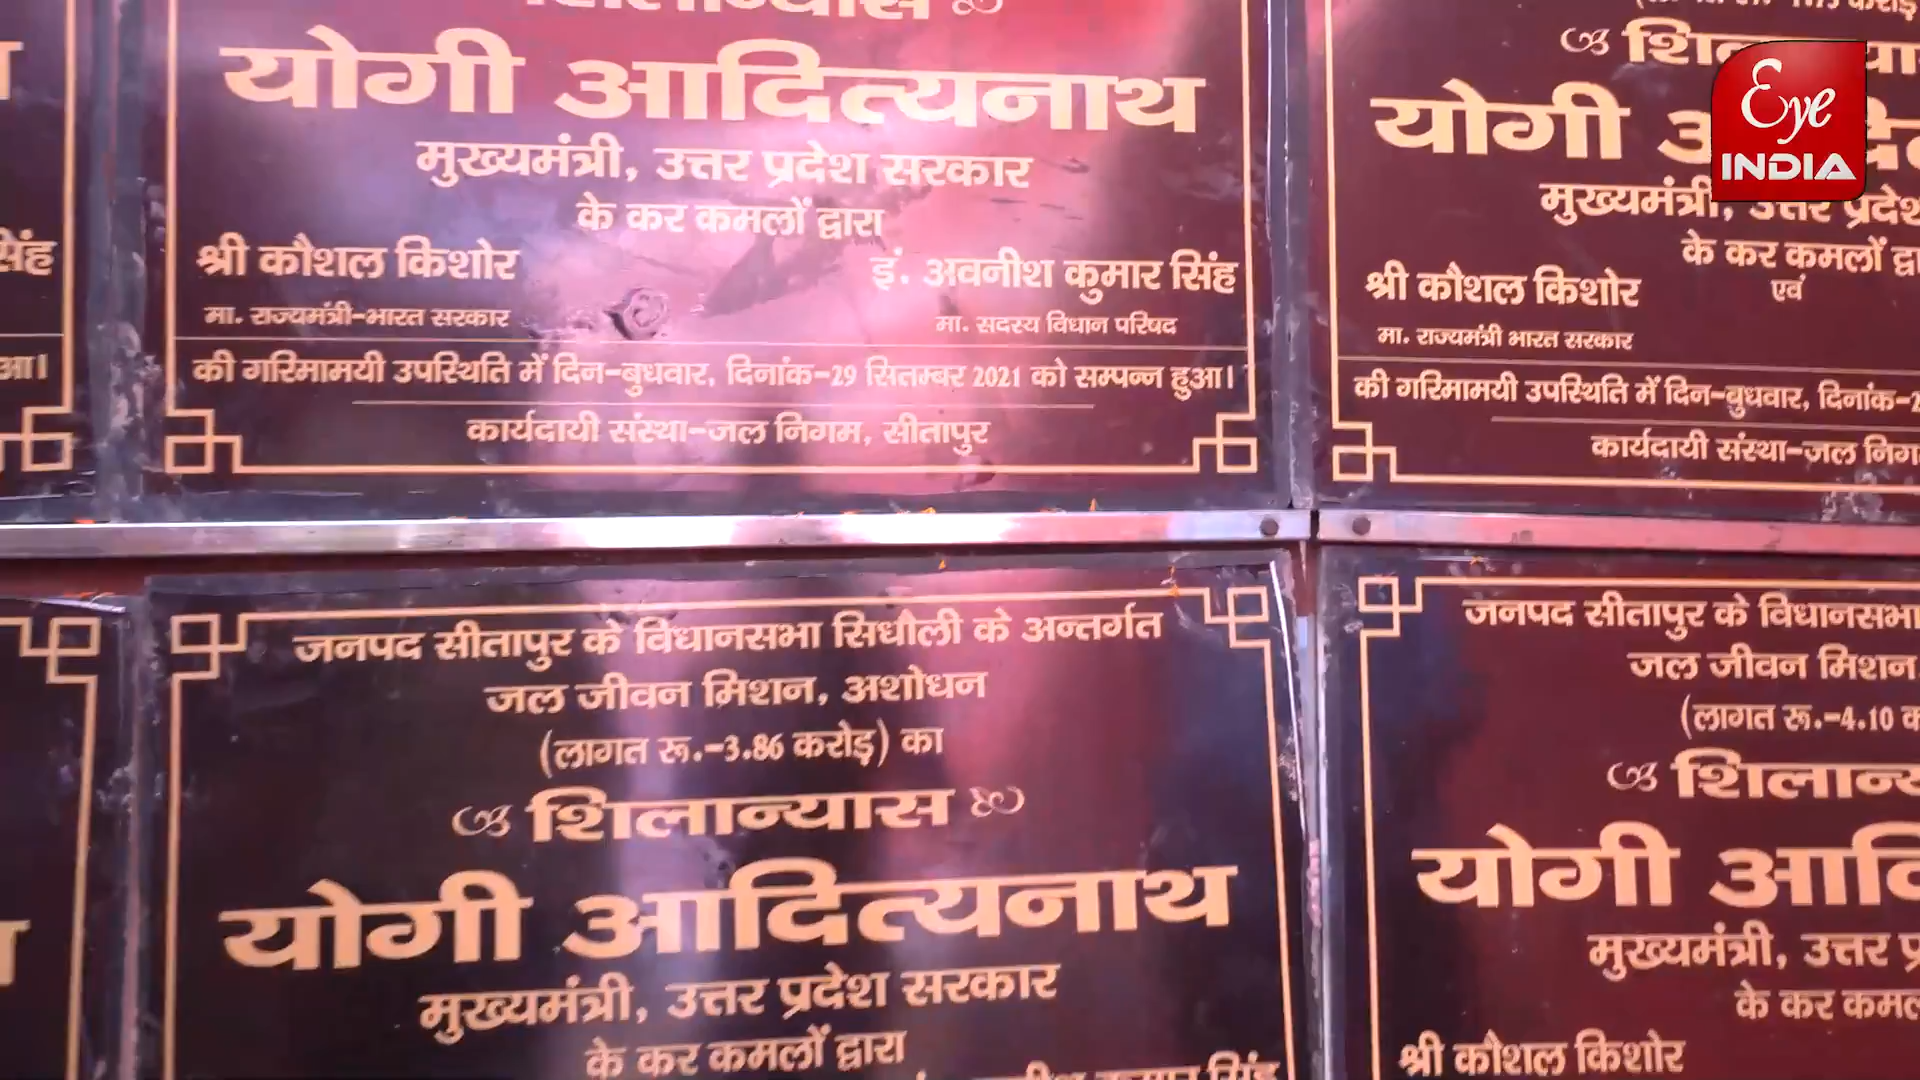 शिलान्यास
योगी आदित्यनाथ
मुख्यमंत्री, उत्तर प्रदेश सरकार
के कर कमलों द्वारा
श्री कौशल किशोर
इं. अवनीश कुमार सिंह
मा. राज्यमंत्री-भारत सरकार
मा. सदस्य विधान परिषद
की गरिमामयी उपस्थिति में दिन-बुधवार, दिनांक-29 सितम्बर 2021 को सम्पन्न हुआ।
कार्यदायी संस्था-जल निगम, सीतापुर
योगी
मुख्यमंत्री, उत्तर प्रदेश
के कर कमलों
एवं
श्री कौशल किशोर
मा. राज्यमंत्री भारत सरकार
की गरिमामयी उपस्थिति में दिन-बुधवार, दिनांक-2
कार्यदायी संस्था-जल
Eye
INDIA
सिंह
जनपद सीतापुर के विधानसभा सिधौली के अन्तर्गत
जल जीवन मिशन, अशोधन
(लागत रू.-3.86 करोड़) का
शिलान्यास
योगी आदित्यनाथ
मुख्यमंत्री, उत्तर प्रदेश सरकार
के कर कमलों द्वारा
जनपद सीतापुर के विधानसभा
जल जीवन मिशन
(लागत रू.-4.10
योगी
मुख्यमंत्री, उत्तर
के कर
श्री कौशल किशोर